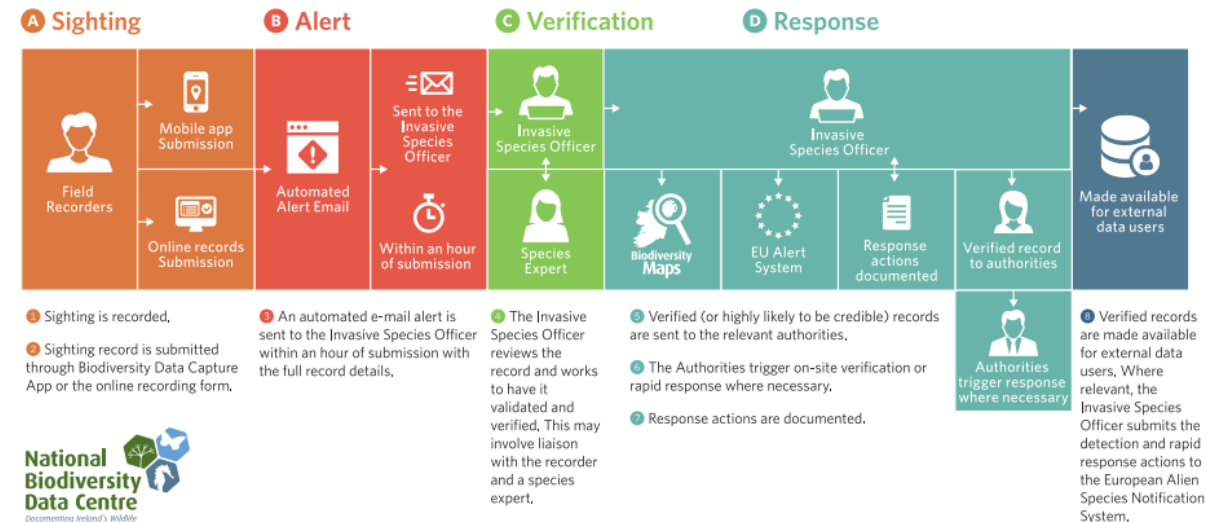 A Sighting
B Alert
C Verification
D Response
Field
Recorders
Mobile app
Submission
Online records
Submission
Automated
Alert Email
Sent to the
Invasive
Species
Officer
Within an hour
of submission
Invasive
Species Officer
Species
Expert
Invasive
Species Officer
Biodiversity
Maps
EU Alert
System
Response
actions
documented
Verified record
to authorities
Authorities
trigger response
where necessary
Made available
for external
data users
1 Sighting is recorded.
2 Sighting record is submitted
through Biodiversity Data Capture
App or the online recording form.
3 An automated e-mail alert is
sent to the Invasive Species Officer
within an hour of submission with
the full record details.
4 The Invasive
Species Officer
reviews the
record and works
to have it
validated and
verified. This may
involve liaison
with the recorder
and a species
expert.
5 Verified (or highly likely to be credible) records
are sent to the relevant authorities.
6 The Authorities trigger on-site verification or
rapid response where necessary.
7 Response actions are documented.
8 Verified records
are made available
for external data
users. Where
relevant, the
Invasive Species
Officer submits the
detection and rapid
response actions to
the European Alien
Species Notification
System.
National
Biodiversity
Data Centre
Documenting Ireland's Wildlife